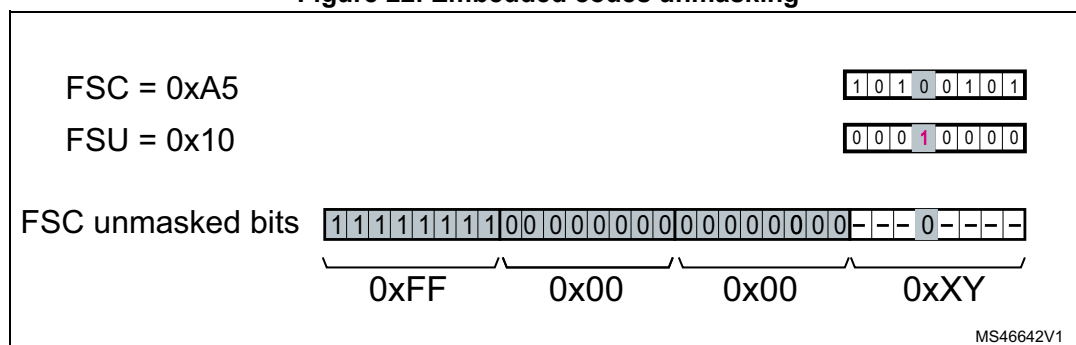 Figure 22. Embedded codes unmasking
FSC = 0xA5 1 0 1 0 0 1 0 1
FSU = 0x10 0 0 0 1 0 0 0 0
FSC unmasked bits 1 1 1 1 1 1 1 1 0 0 0 0 0 0 0 0 0 0 0 0 0 0 0 0 – – – 0 – – – –
0xFF 0x00 0x00 0xXY
MS46642V1